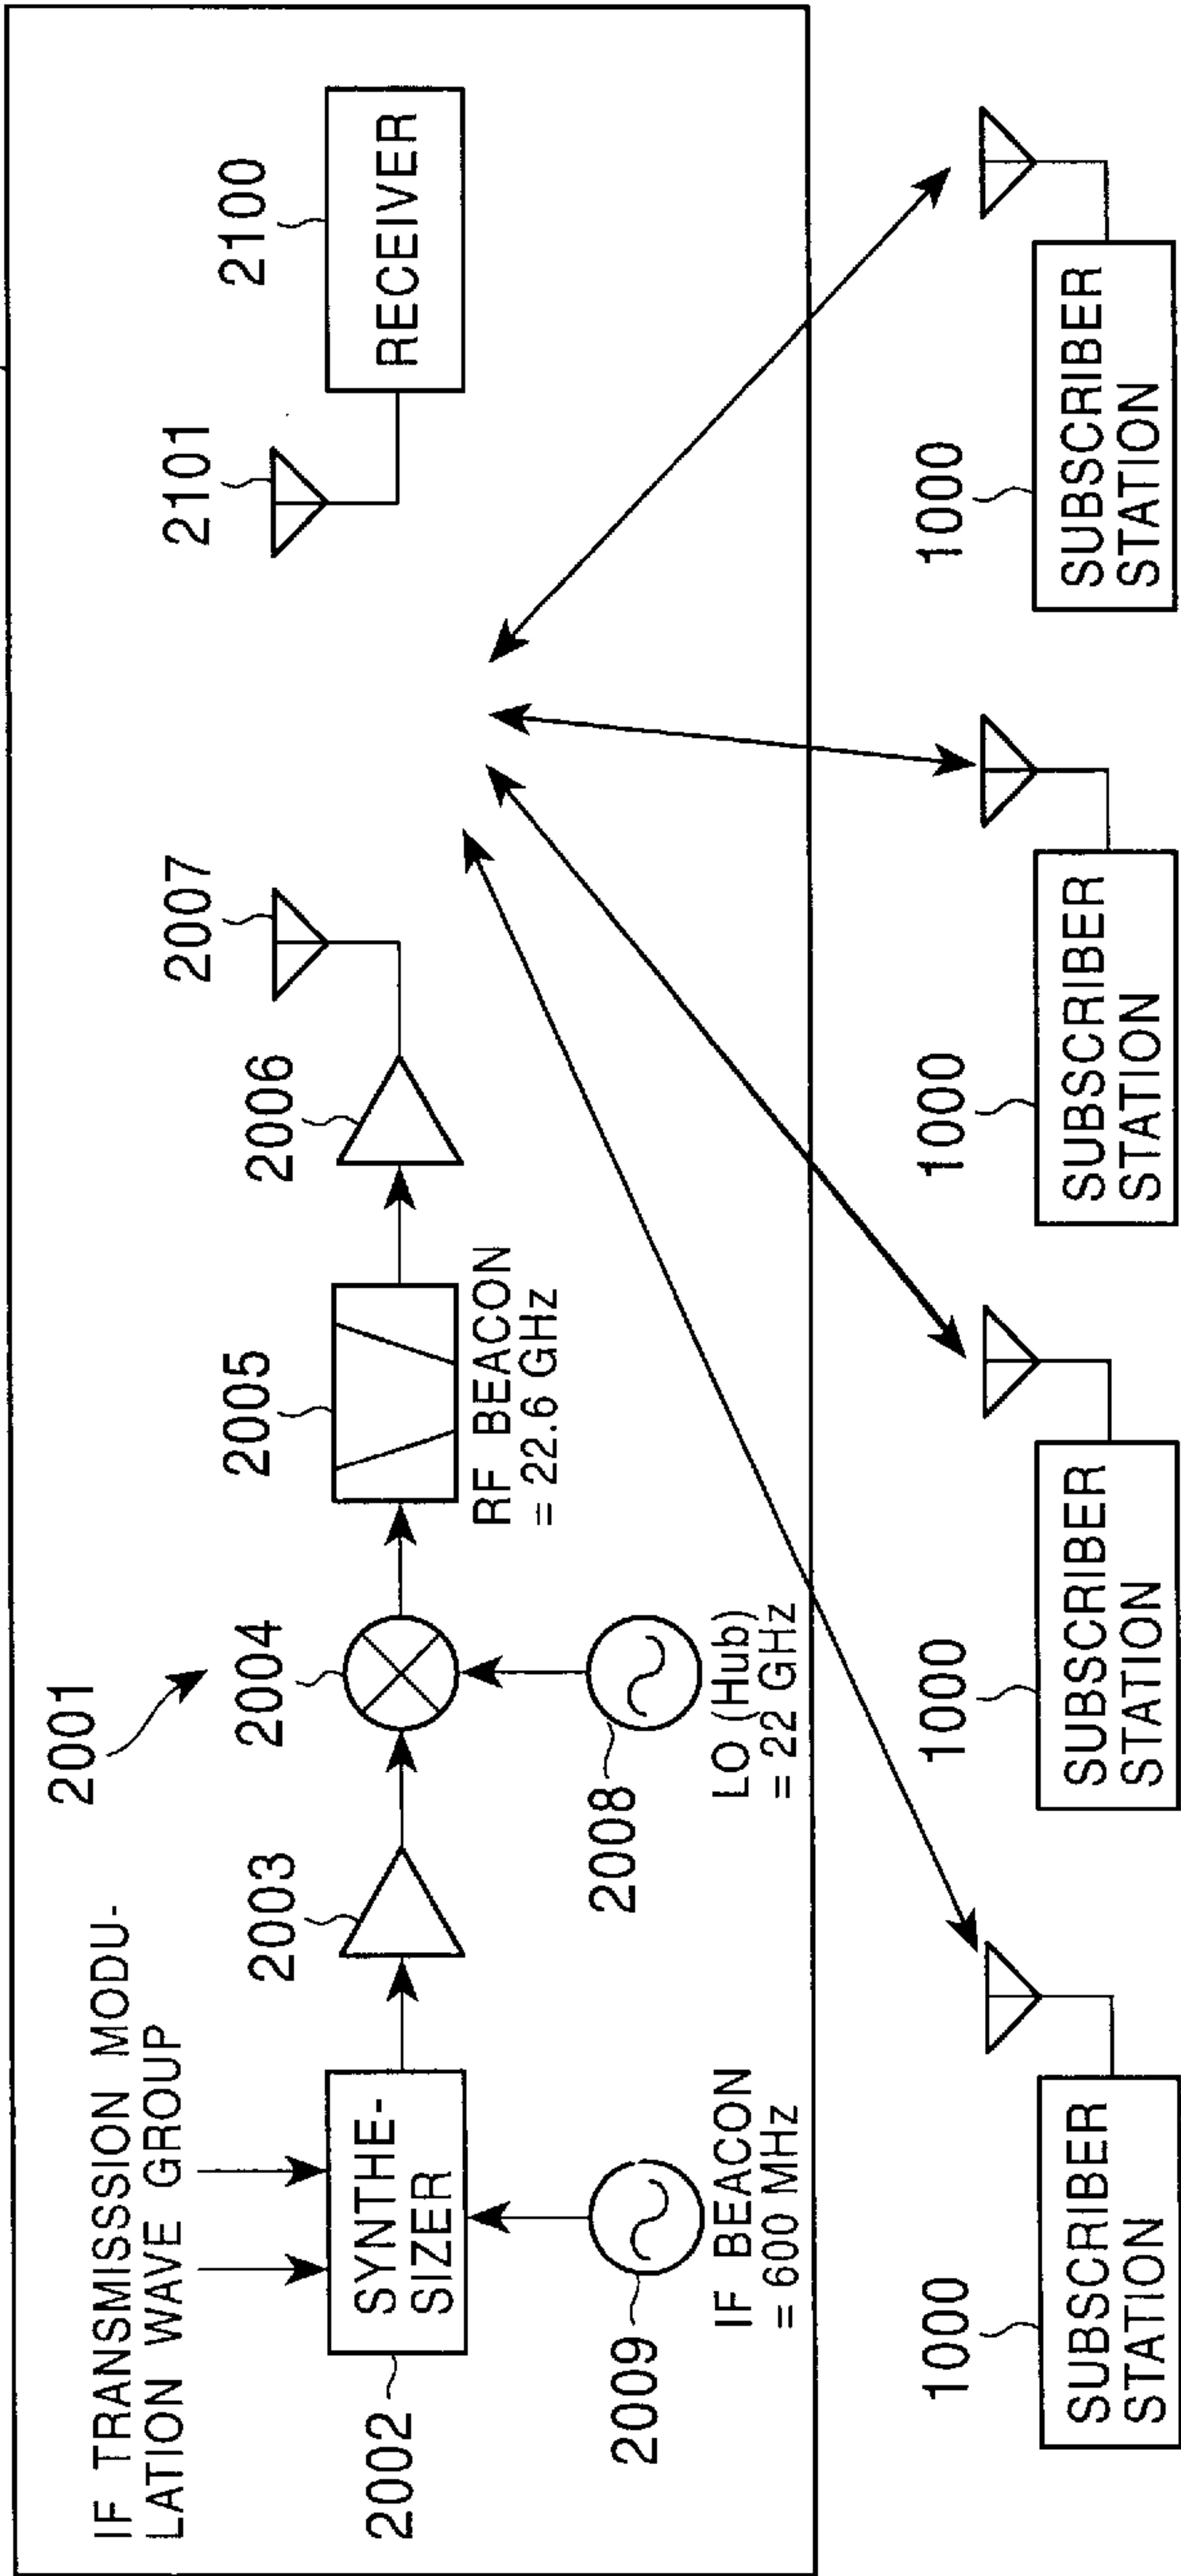 IF TRANSMISSSION MODU-
LATION WAVE GROUP
2001
2002
SYNTHE-
SIZER
2003
2004
2005
2006
2007
2101
2100
RECEIVER
2009
IF BEACON
= 600 MHz
2008
LO (Hub)
= 22 GHz
RF BEACON
= 22.6 GHz
1000
SUBSCRIBER
STATION
1000
SUBSCRIBER
STATION
1000
SUBSCRIBER
STATION
1000
SUBSCRIBER
STATION